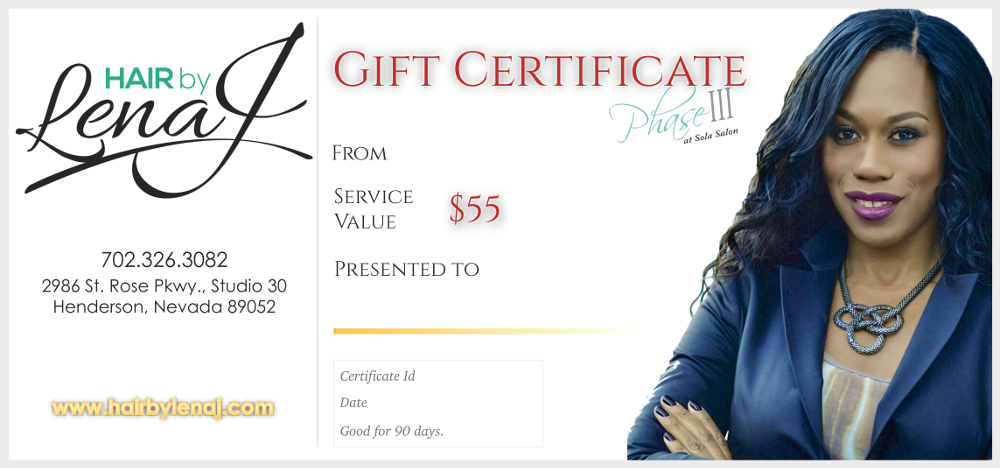 HAIR by
Lena J
702.326.3082
2986 St. Rose Pkwy., Studio 30
Henderson, Nevada 89052
www.hairbylenaj.com
GIFT CERTIFICATE
Phase III
at Sola Salon
FROM
SERVICE
VALUE
$55
PRESENTED TO
Certificate Id
Date
Good for 90 days.